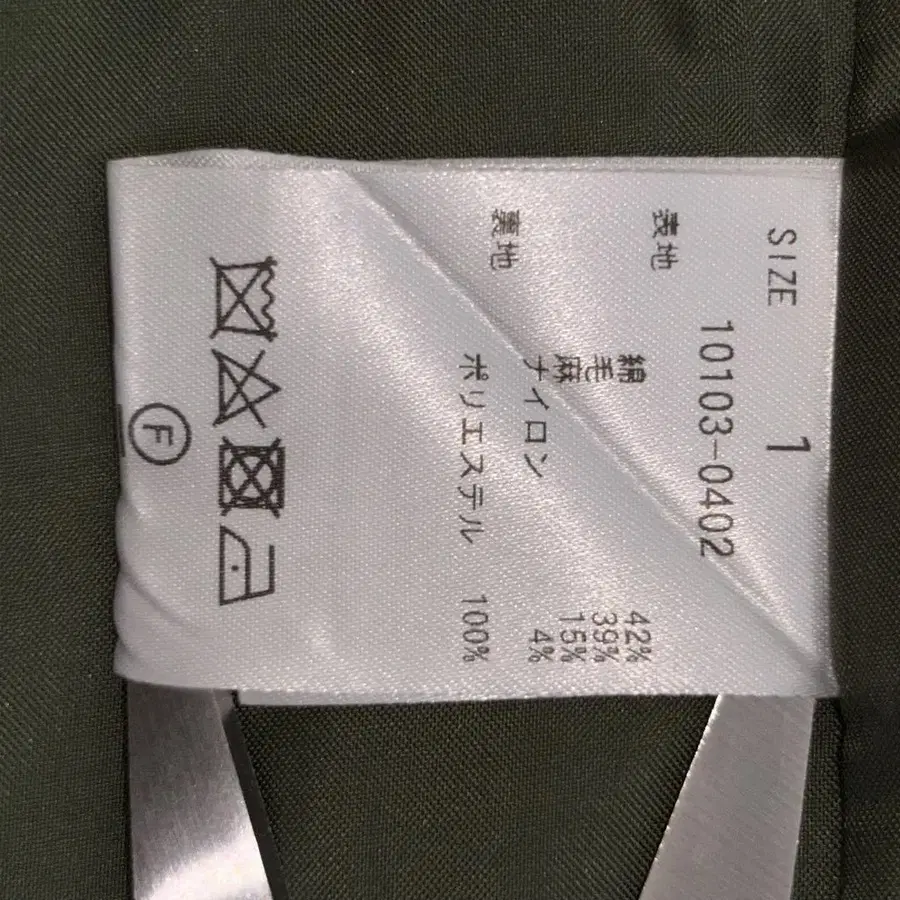 SIZE 1
10103-0402
表地 綿 42%
毛 39%
麻 15%
ナイロン 4%
裏地 ポリエステル 100%
F